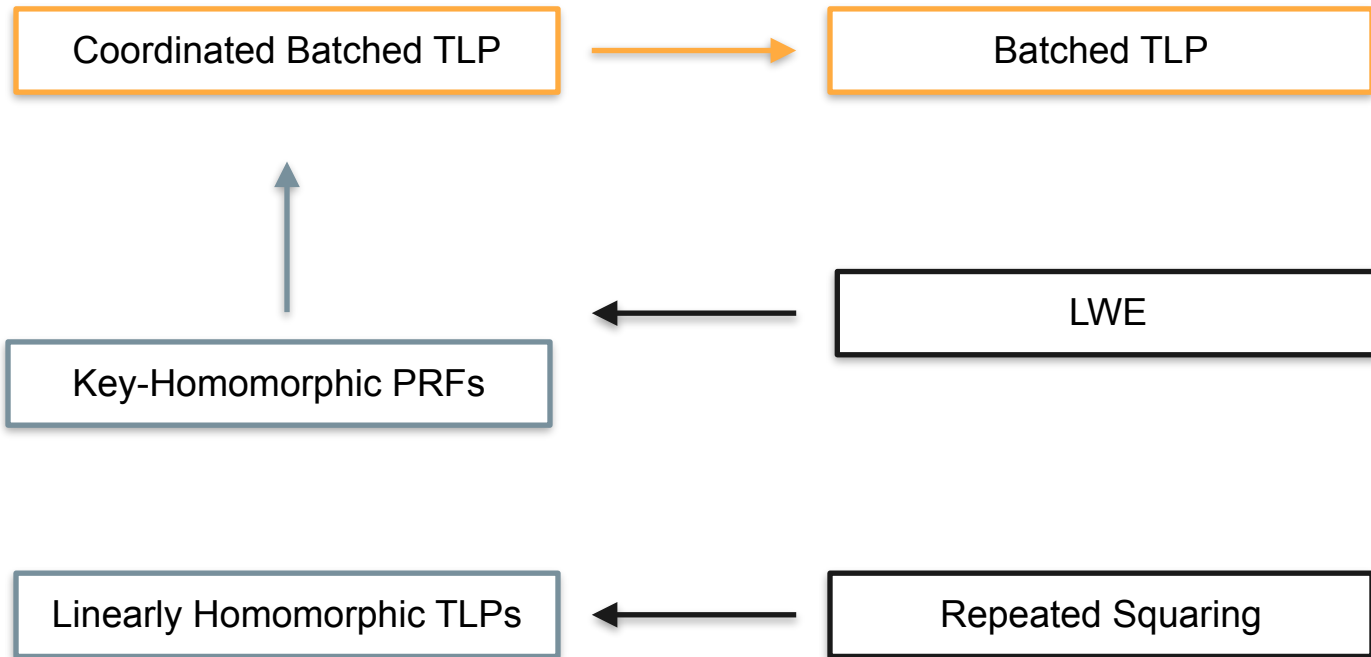 Coordinated Batched TLP
Batched TLP
LWE
Key-Homomorphic PRFs
Linearly Homomorphic TLPs
Repeated Squaring